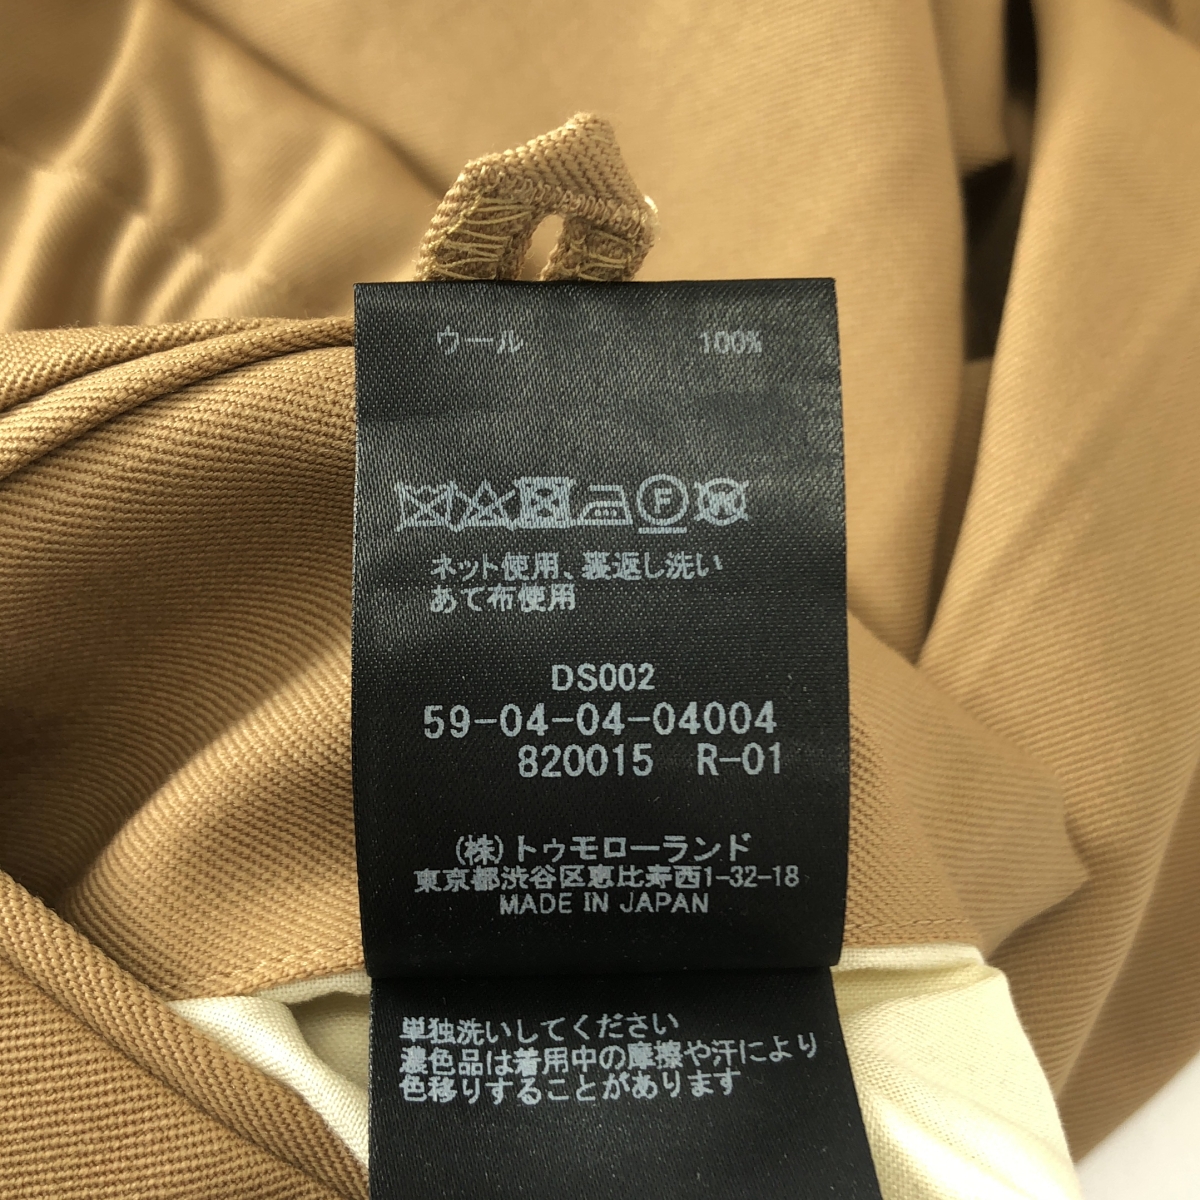 ウール 100%
F W
ネット使用、裏返し洗い
あて布使用
DS002
59-04-04-04004
820015 R-01
(株)トゥモローランド
東京都渋谷区恵比寿西1-32-18
MADE IN JAPAN
単独洗いしてください
濃色品は着用中の摩擦や汗により
色移りすることがあります